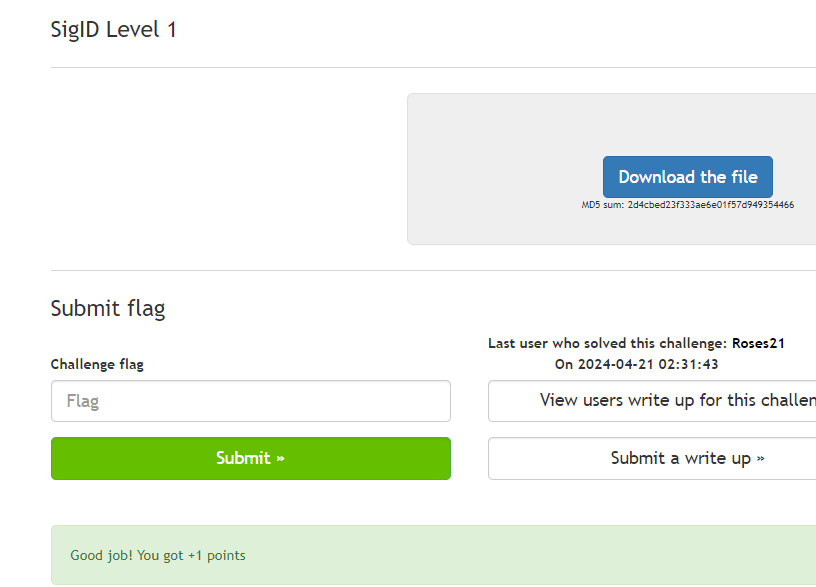 SigID Level 1
Download the file
MD5 sum: 2d4cbed23f333ae6e01f57d949354466
Submit flag
Last user who solved this challenge: Roses21
On 2024-04-21 02:31:43
Challenge flag
Flag
View users write up for this challen
Submit »
Submit a write up »
Good job! You got +1 points